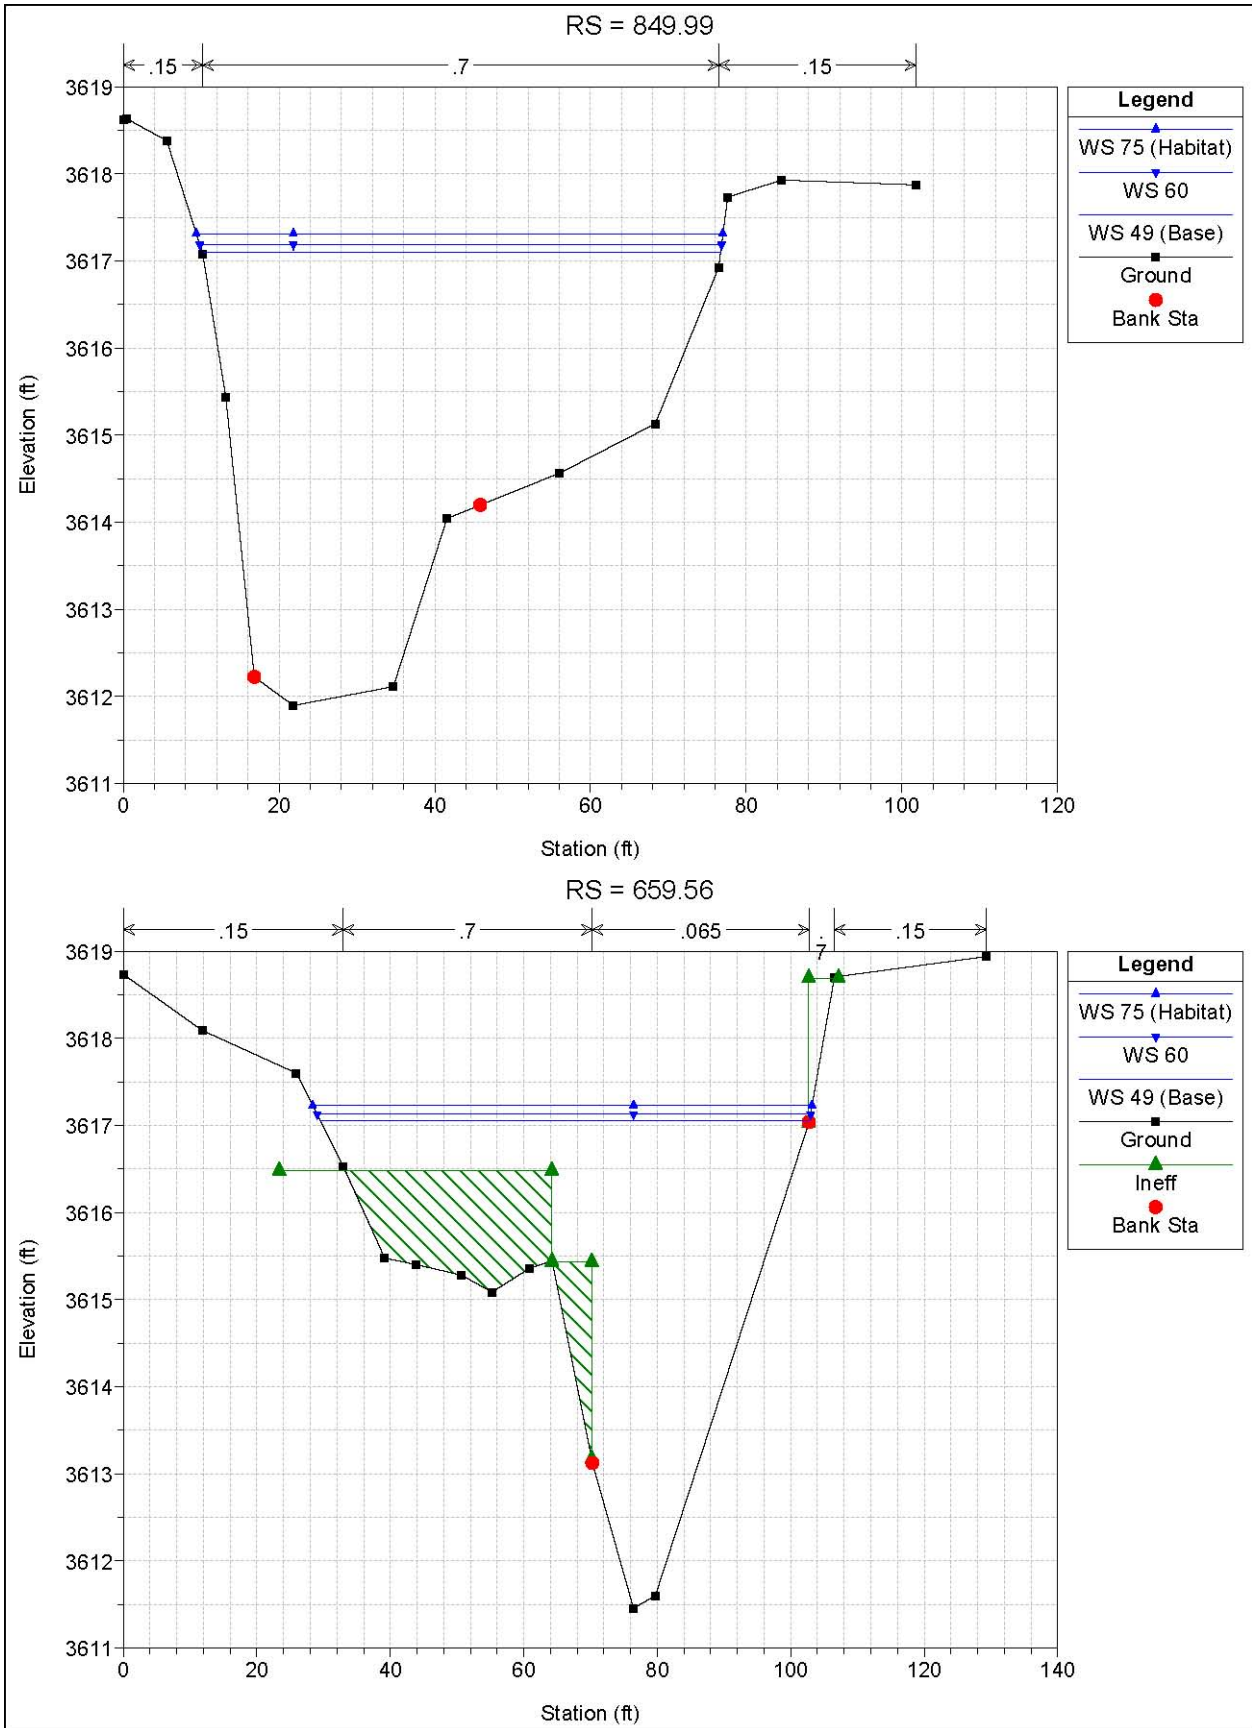 RS = 849.99
.15 .7 .15
3619
3618
3617
3616
3615
3614
3613
3612
3611
Elevation (ft)
0 20 40 60 80 100 120
Station (ft)
Legend
WS 75 (Habitat)
WS 60
WS 49 (Base)
Ground
Bank Sta
RS = 659.56
.15 .7 .065 .7 .15
3619
3618
3617
3616
3615
3614
3613
3612
3611
Elevation (ft)
0 20 40 60 80 100 120 140
Station (ft)
Legend
WS 75 (Habitat)
WS 60
WS 49 (Base)
Ground
Ineff
Bank Sta